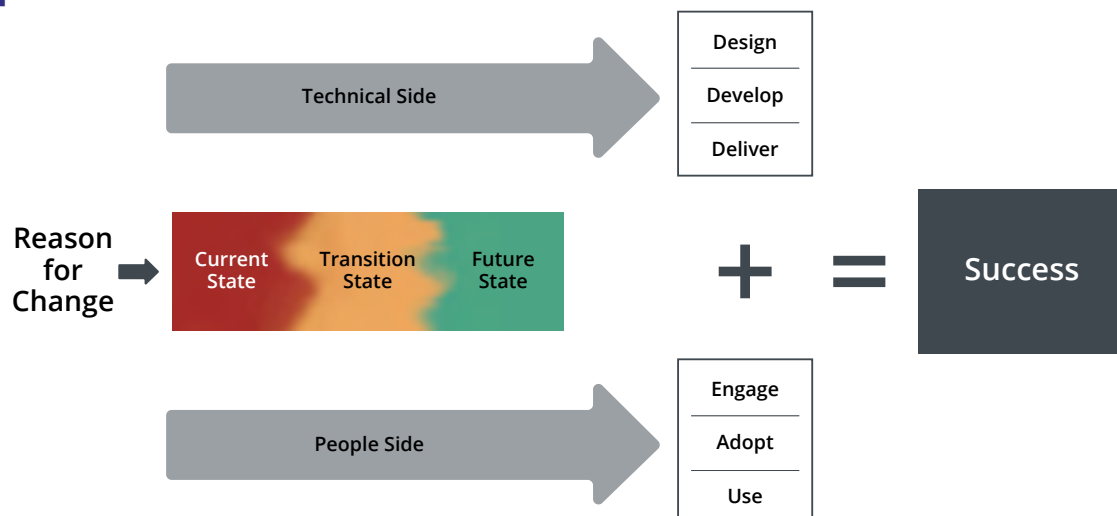 Technical Side
Design
Develop
Deliver
Reason
for
Change
Current
State
Transition
State
Future
State
+
=
Success
People Side
Engage
Adopt
Use